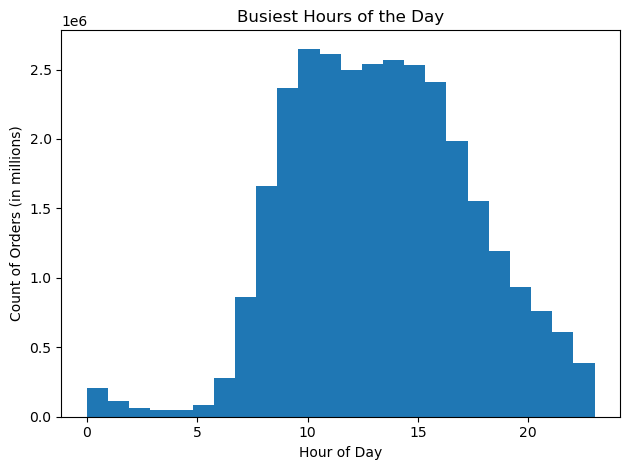 Busiest Hours of the Day
1e6
2.5
2.0
1.5
1.0
0.5
0.0
Count of Orders (in millions)
0 5 10 15 20
Hour of Day